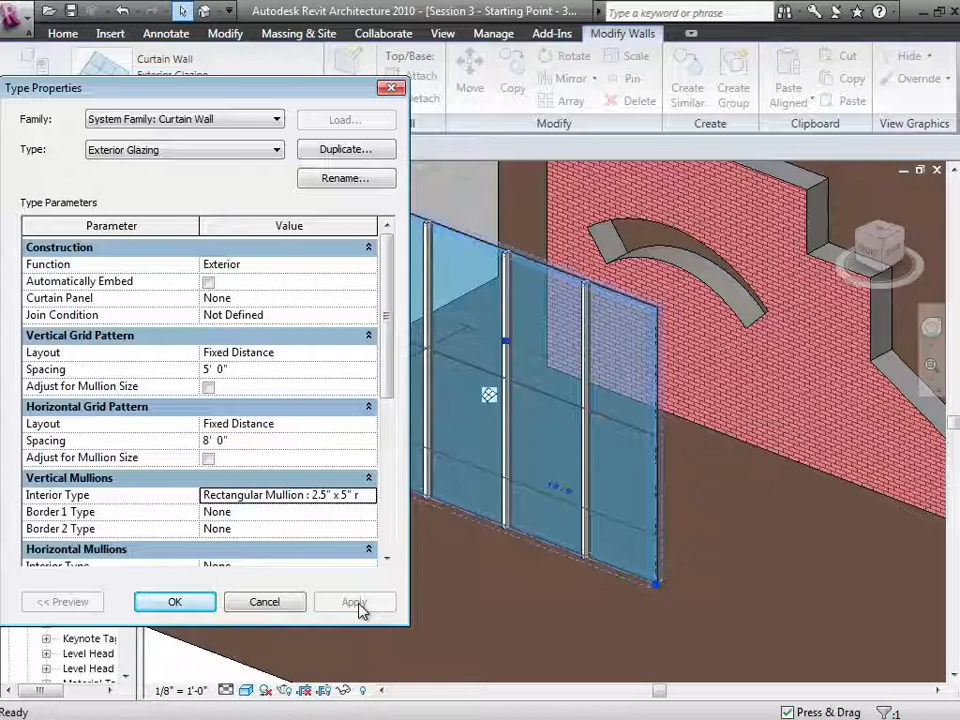 Autodesk Revit Architecture 2010 - [Session 3 - Starting Point - 3...
Type a keyword or phrase
Home Insert Annotate Modify Massing & Site Collaborate View Manage Add-Ins Modify Walls
Curtain Wall
Exterior Glazing
Top/Base:
Attach
Detach
Move
Copy
Rotate
Mirror
Array
Scale
Pin
Delete
Modify
Create Similar
Create Group
Create
Paste Aligned
Cut
Copy
Paste
Clipboard
Hide
Override
View Graphics
Type Properties
Family: System Family: Curtain Wall Load...
Type: Exterior Glazing Duplicate...
Rename...
Type Parameters
Parameter Value
Construction
Function Exterior
Automatically Embed
Curtain Panel None
Join Condition Not Defined
Vertical Grid Pattern
Layout Fixed Distance
Spacing 5' 0"
Adjust for Mullion Size
Horizontal Grid Pattern
Layout Fixed Distance
Spacing 8' 0"
Adjust for Mullion Size
Vertical Mullions
Interior Type Rectangular Mullion : 2.5" x 5" r
Border 1 Type None
Border 2 Type None
Horizontal Mullions
Interior Type None
<< Preview OK Cancel Apply
Keynote Tag
Level Head
Level Head
1/8" = 1'-0"
Ready
Press & Drag
:1